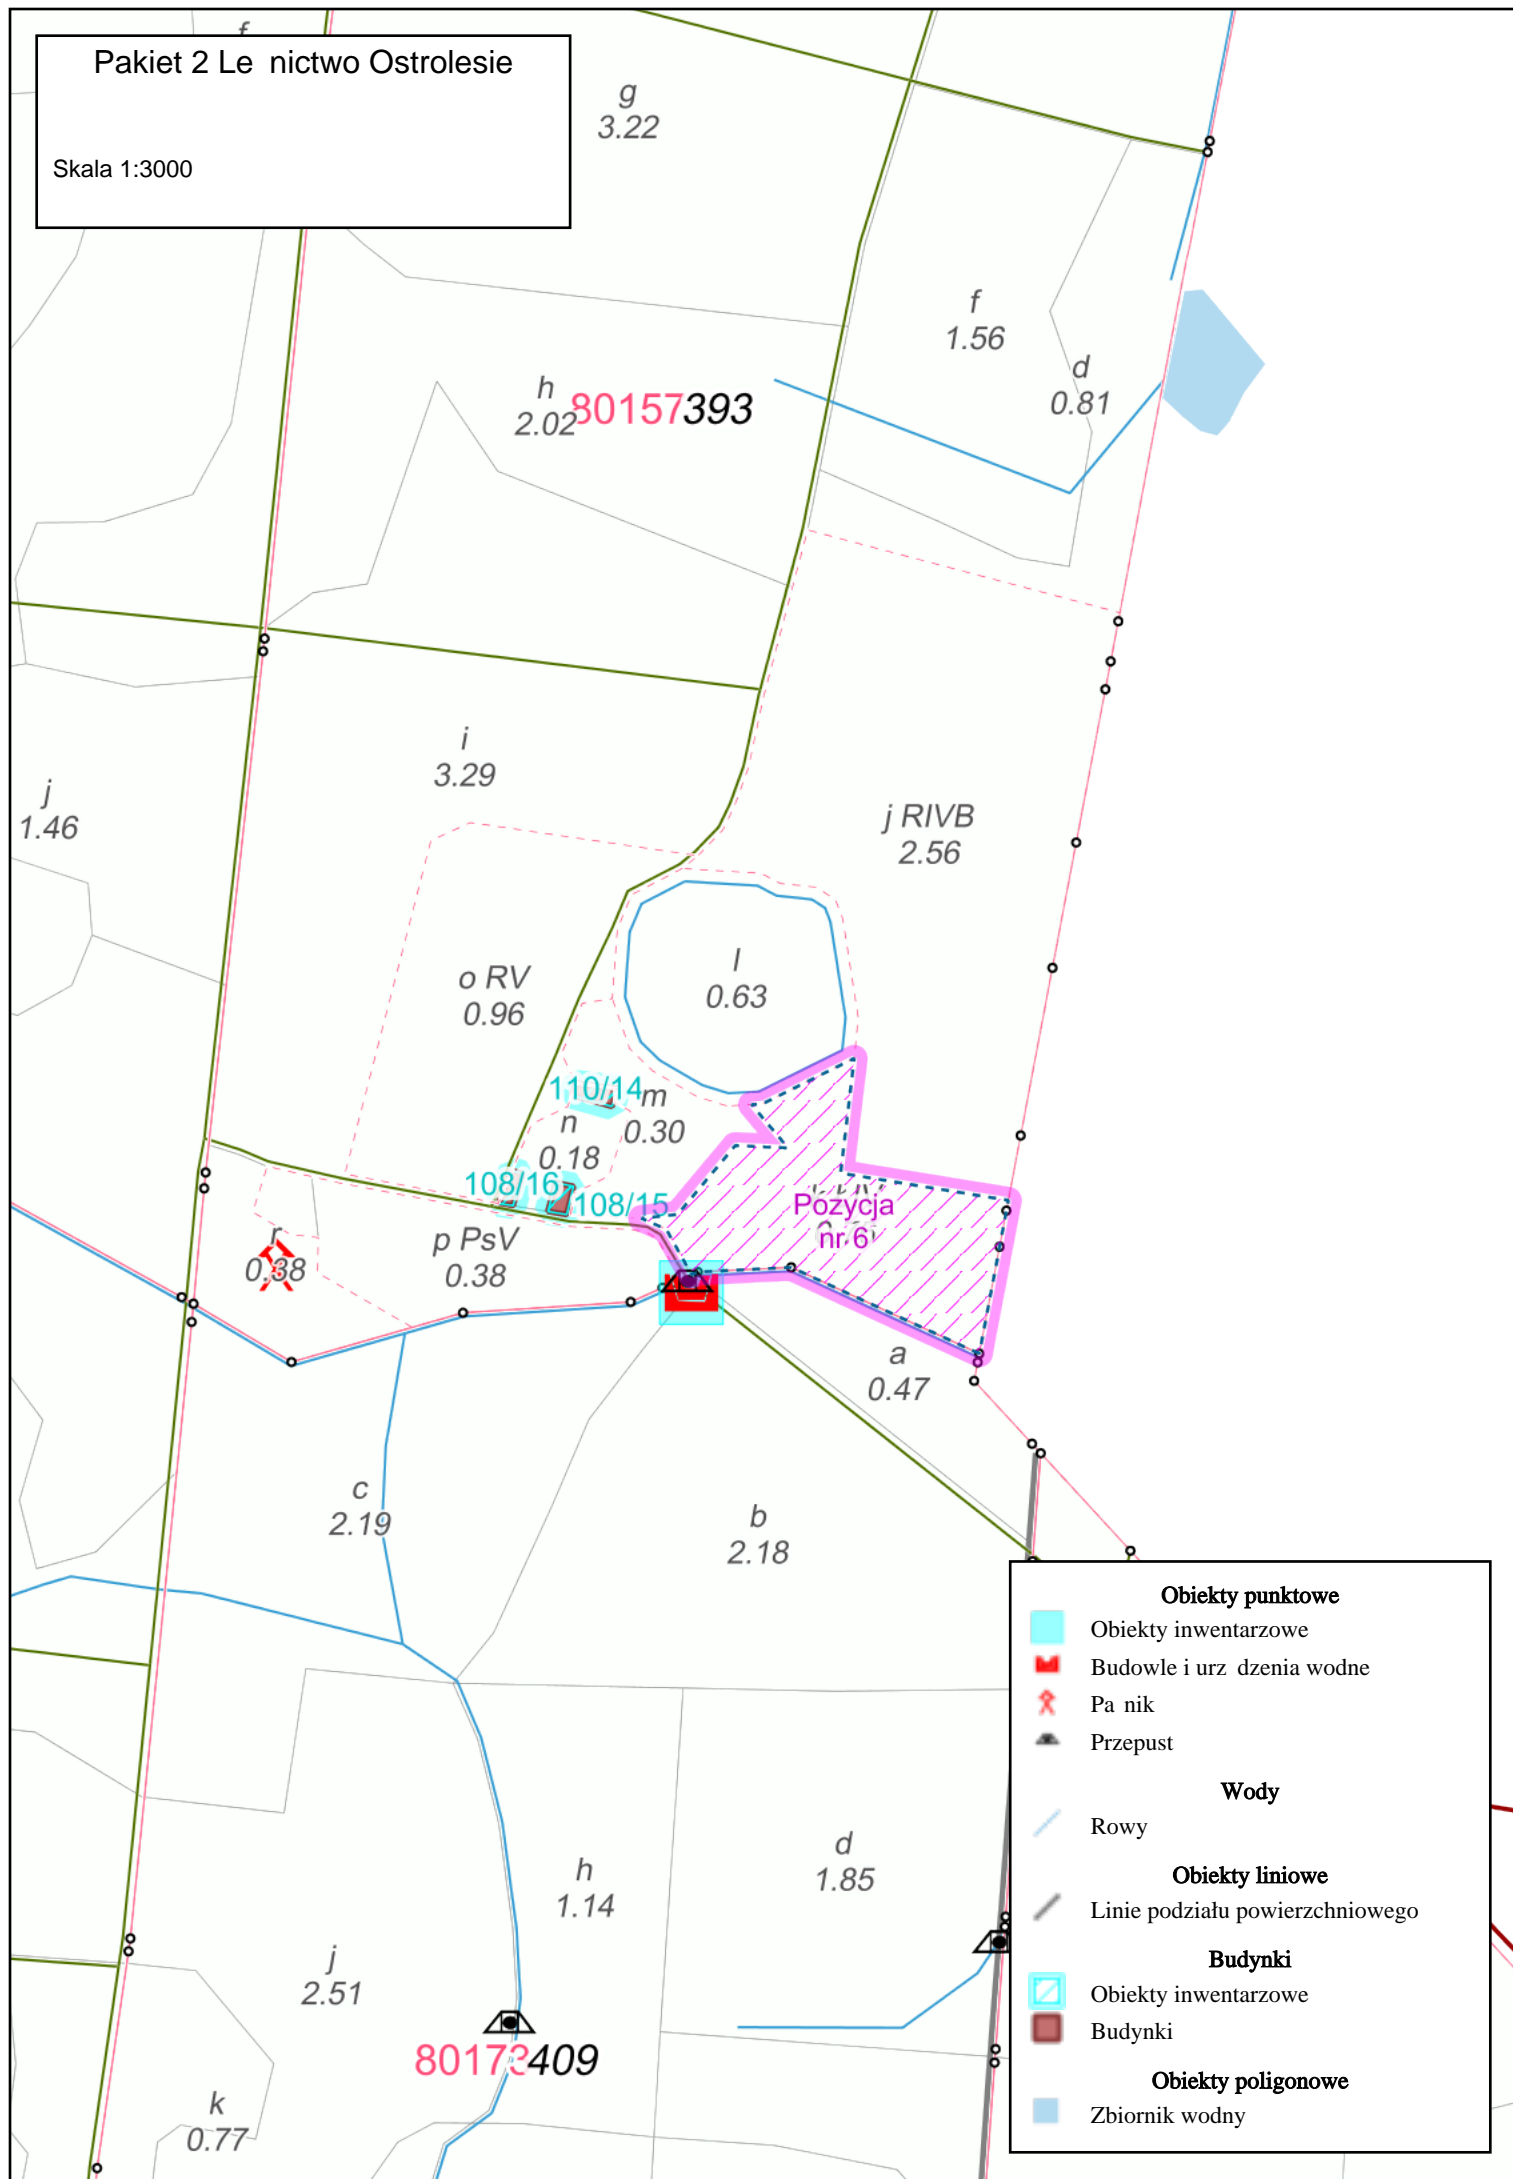 f
Pakiet 2 Le nictwo Ostrolesie
Skala 1:3000
g
3.22
f
1.56
d
0.81
h
2.02
80157 393
i
3.29
j
1.46
j RIVB
2.56
o RV
0.96
l
0.63
110/14
m
0.30
n
0.18
108/16
108/15
Pozycja
nr 6
r
0.38
p PsV
0.38
a
0.47
c
2.19
b
2.18
d
1.85
h
1.14
j
2.51
409
k
0.77
Obiekty punktowe
Obiekty inwentarzowe
Budowle i urz dzenia wodne
Pa nik
Przepust
Wody
Rowy
Obiekty liniowe
Linie podziału powierzchniowego
Budynki
Obiekty inwentarzowe
Budynki
Obiekty poligonowe
Zbiornik wodny